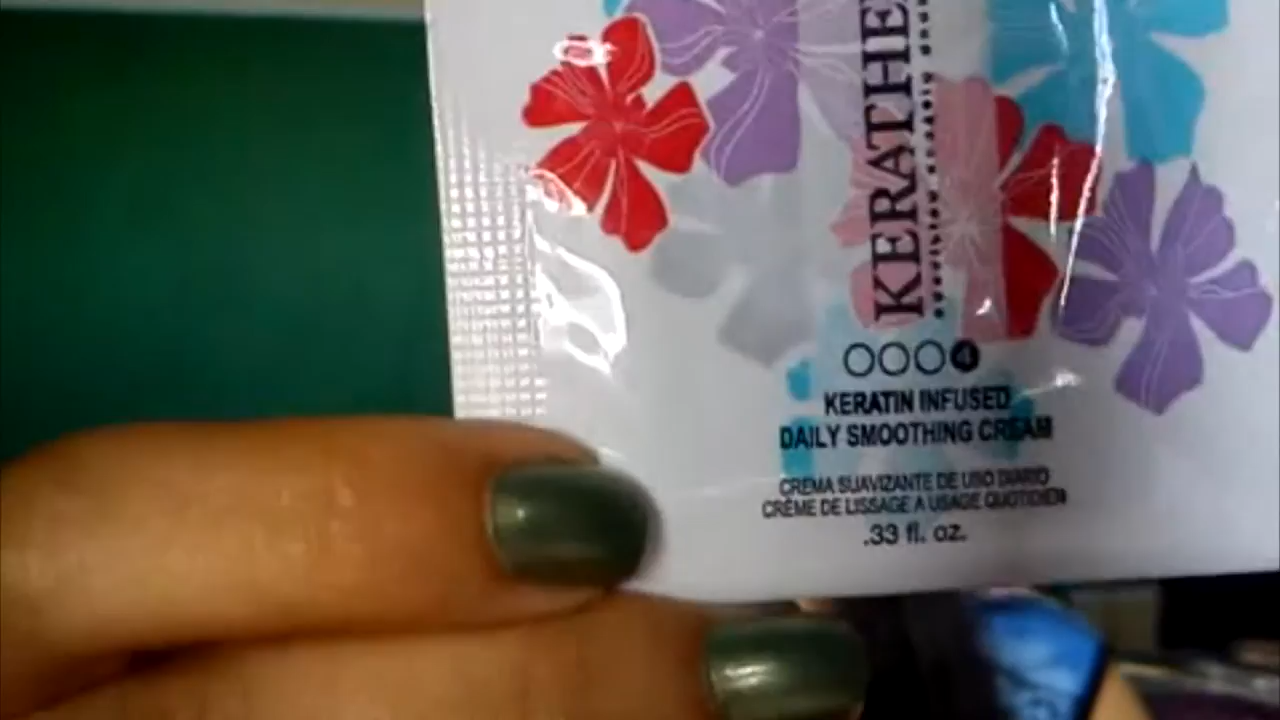 KERATHE
4
KERATIN INFUSED
DAILY SMOOTHING CREAM
CREMA SUAVIZANTE DE USO DIARIO
CRÈME DE LISSAGE A USAGE QUOTIDIEN
.33 fl. oz.